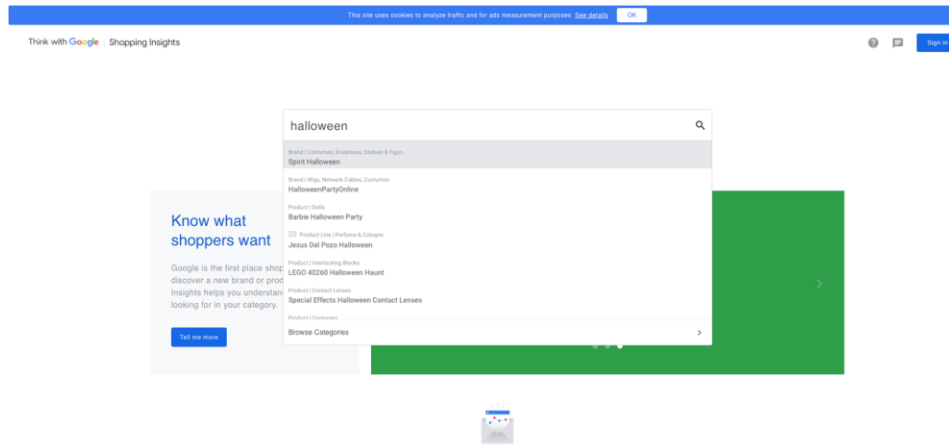 This site uses cookies to analyze traffic and for ads measurement purposes. See details. OK
Think with Google Shopping Insights
Sign in
halloween
Brand | Costumes, Sculptures, Statues & Figur...
Spirit Halloween
Brand | Wigs, Network Cables, Costumes
HalloweenPartyOnline
Product | Dolls
Barbie Halloween Party
Product Line | Perfume & Cologne
Jesus Del Pozo Halloween
Product | Interlocking Blocks
LEGO 40260 Halloween Haunt
Product | Contact Lenses
Special Effects Halloween Contact Lenses
Product | Costumes
Browse Categories
Know what
shoppers want
Google is the first place shop
discover a new brand or prod
Insights helps you understan
looking for in your category.
Tell me more